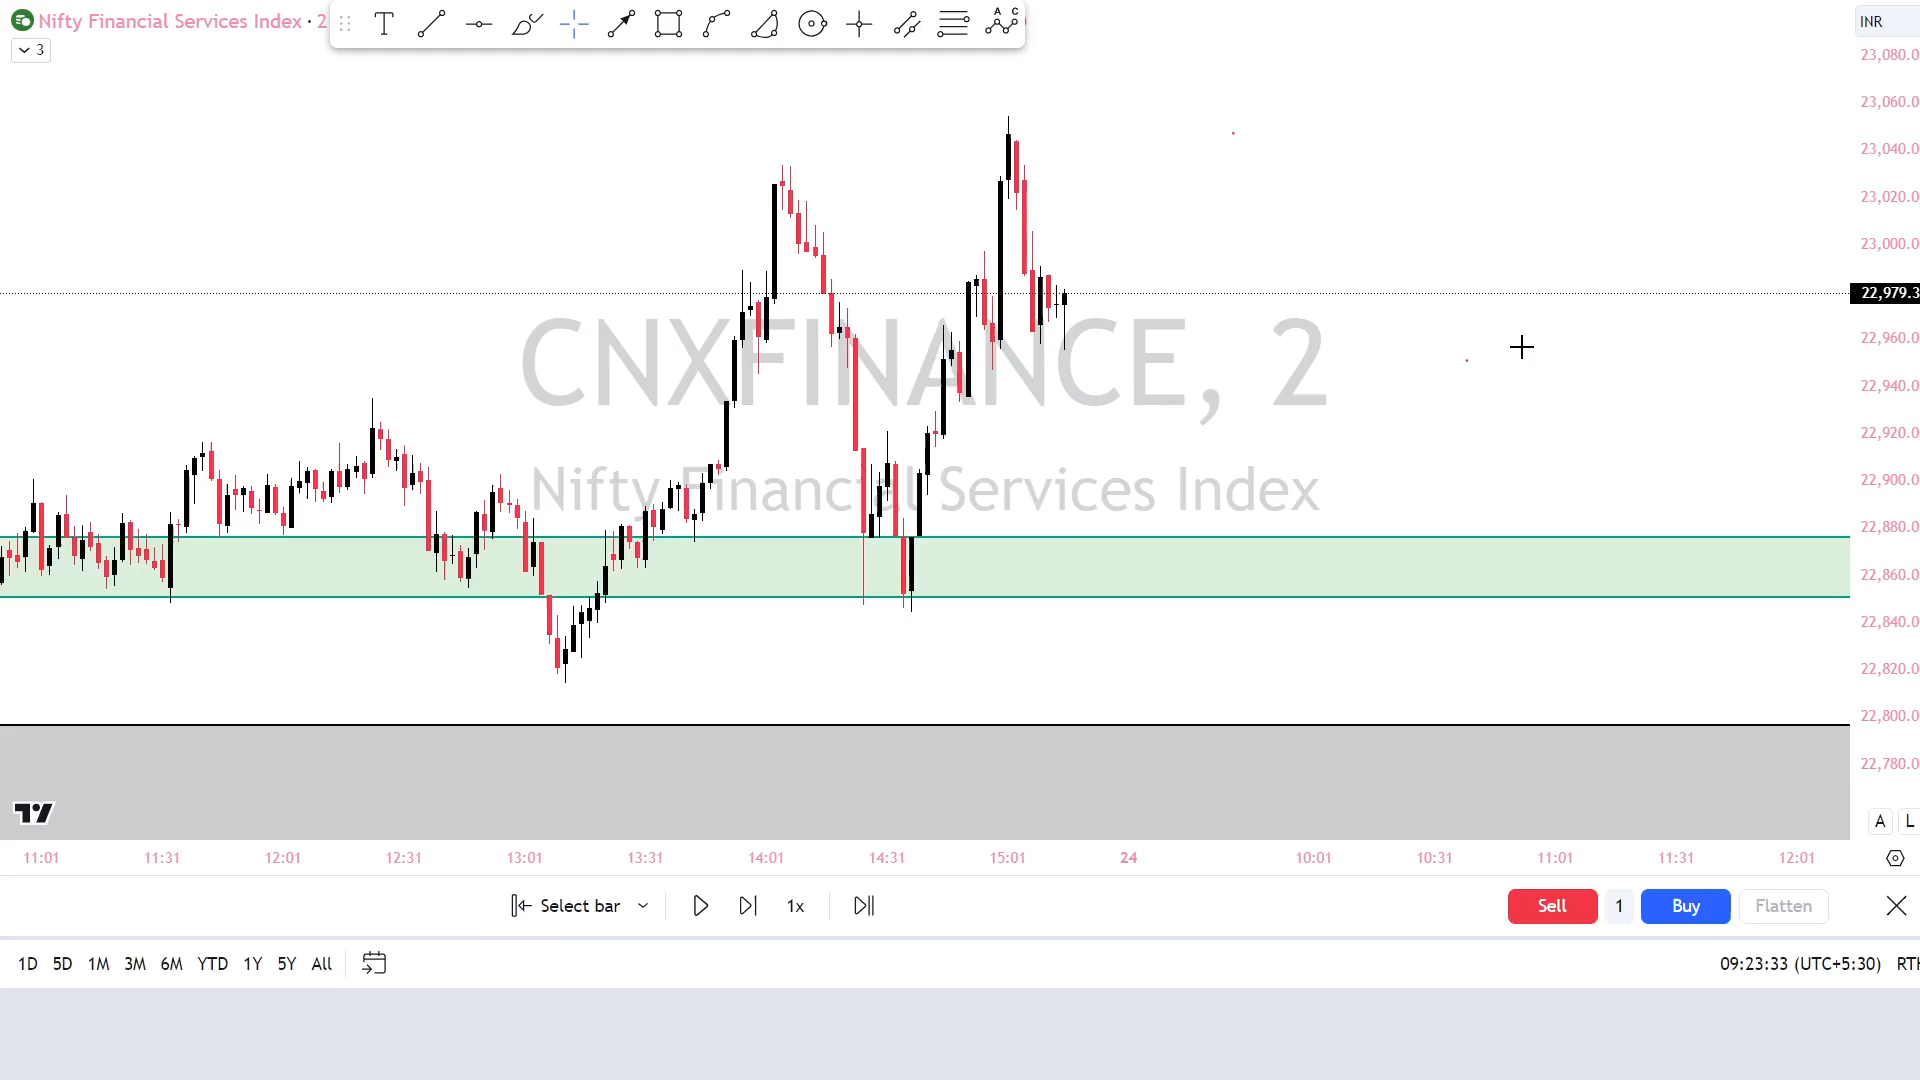 Nifty Financial Services Index · 2
A C
INR
3
23,080.0
23,060.0
23,040.0
23,020.0
23,000.0
22,979.3
22,960.0
22,940.0
22,920.0
22,900.0
22,880.0
22,860.0
22,840.0
22,820.0
22,800.0
22,780.0
CNXFINANCE, 2
Nifty Financial Services Index
A L
11:01 11:31 12:01 12:31 13:01 13:31 14:01 14:31 15:01 24 10:01 10:31 11:01 11:31 12:01
Select bar 1x Sell 1 Buy Flatten
1D 5D 1M 3M 6M YTD 1Y 5Y All 09:23:33 (UTC+5:30) RTH